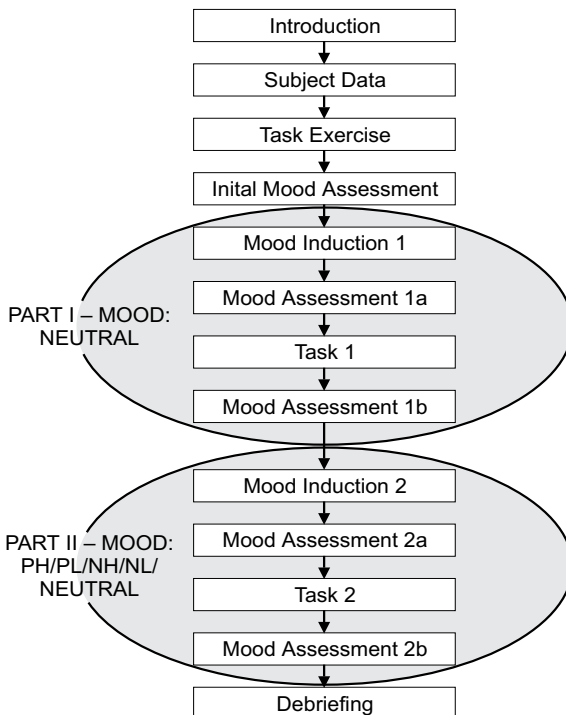 Introduction
Subject Data
Task Exercise
Inital Mood Assessment
Mood Induction 1
Mood Assessment 1a
PART I – MOOD:
NEUTRAL
Task 1
Mood Assessment 1b
Mood Induction 2
Mood Assessment 2a
PART II – MOOD:
PH/PL/NH/NL/
NEUTRAL
Task 2
Mood Assessment 2b
Debriefing